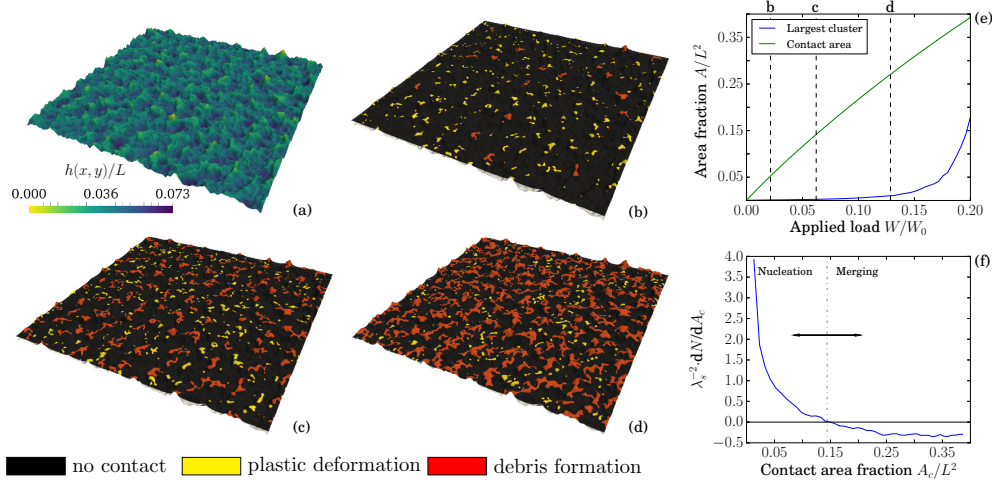 h(x, y)/L
0.000 0.036 0.073
(a)
(b)
(c)
(d)
no contact
plastic deformation
debris formation
b c d
(e)
Largest cluster
Contact area
Area fraction A/L²
0.35
0.25
0.15
0.05
0.00 0.05 0.10 0.15 0.20
Applied load W/W₀
(f)
Nucleation Merging
λₛ⁻²·dN/dA꜀
4.0
3.5
3.0
2.5
2.0
1.5
1.0
0.5
0.0
−0.5
0.05 0.15 0.25 0.35
Contact area fraction A꜀/L²